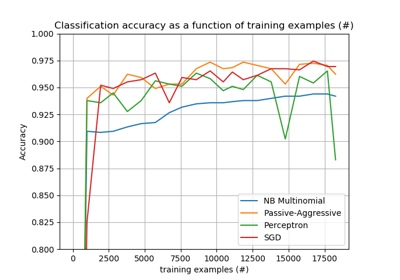 Classification accuracy as a function of training examples (#)
1.000
0.975
0.950
0.925
0.900
0.875
0.850
0.825
0.800
Accuracy
NB Multinomial
Passive-Aggressive
Perceptron
SGD
0 2500 5000 7500 10000 12500 15000 17500
training examples (#)